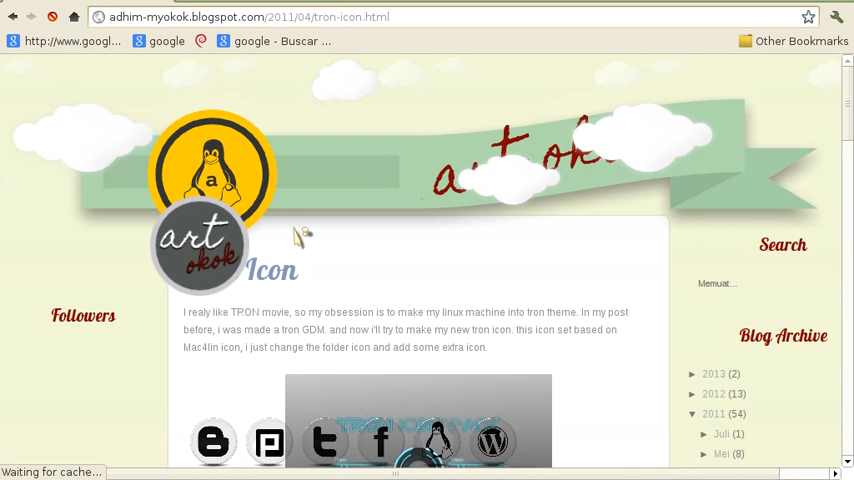 adhim-myokok.blogspot.com/2011/04/tron-icon.html
http://www.googl...
google
google - Buscar ...
Other Bookmarks
a
art
okok
Icon
I realy like TRON movie, so my obsession is to make my linux machine into tron theme. In my post
before, i was made a tron GDM. and now i'll try to make my new tron icon. this icon set based on
Mac4lin icon, i just change the folder icon and add some extra icon.
Followers
Search
Memuat...
Blog Archive
► 2013 (2)
► 2012 (13)
▼ 2011 (54)
► Juli (1)
► Mei (8)
Waiting for cache...